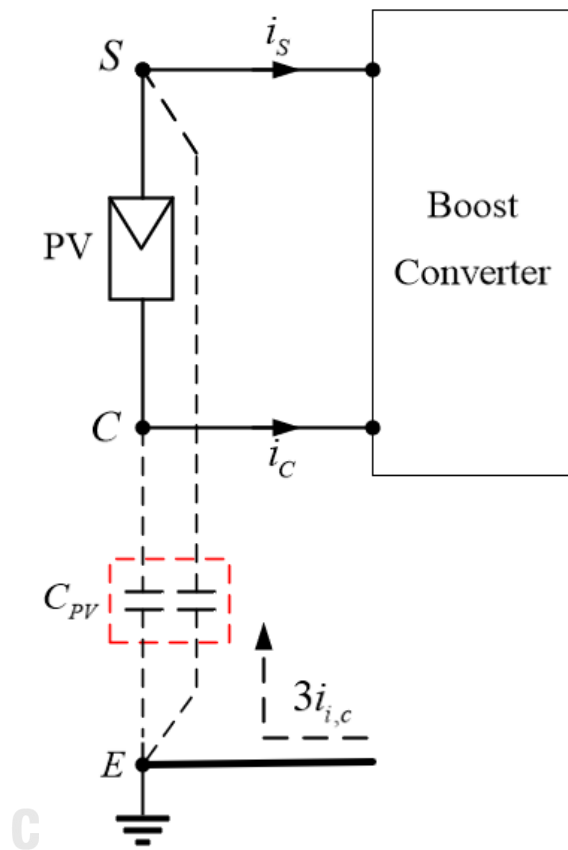 S
i_S
PV
Boost
Converter
C
i_C
C_PV
3i_i,c
E
C